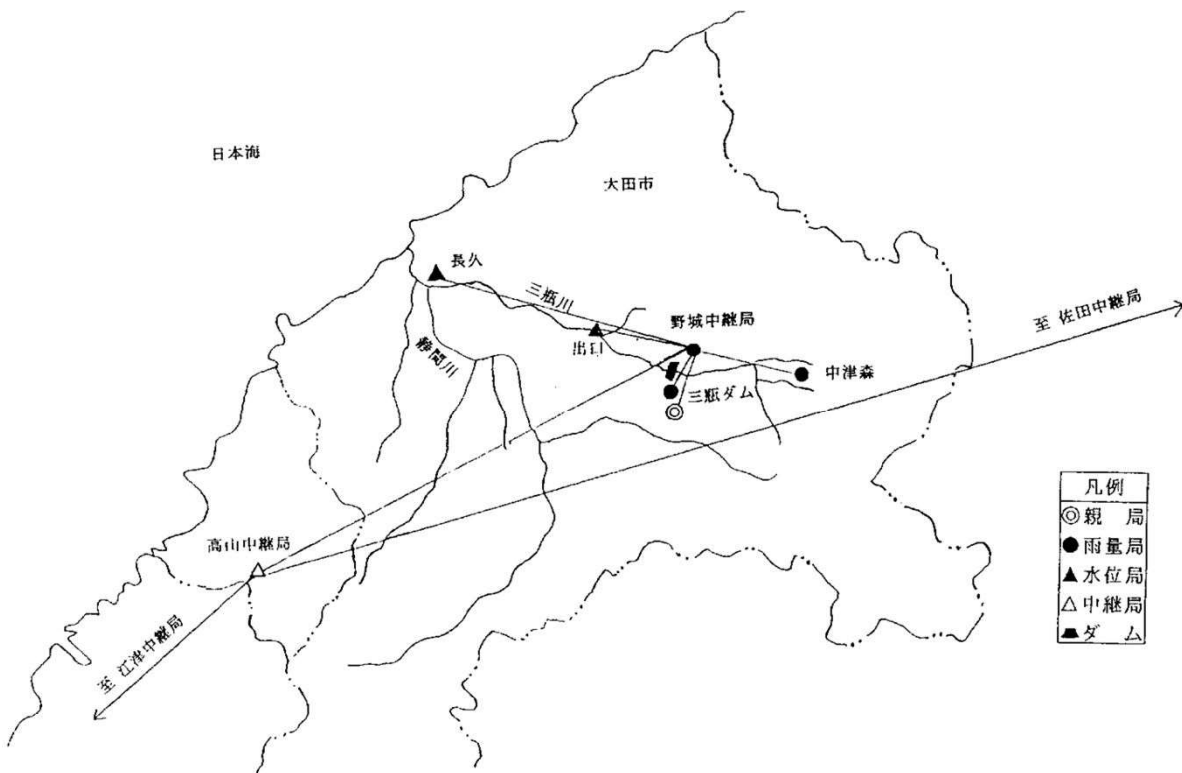 日本海
大田市
長久
三瓶川
野城中継局
至 佐田中継局
出口
静間川
中津森
三瓶ダム
高山中継局
至 江津中継局
凡例
親 局
雨量局
水位局
中継局
ダ ム